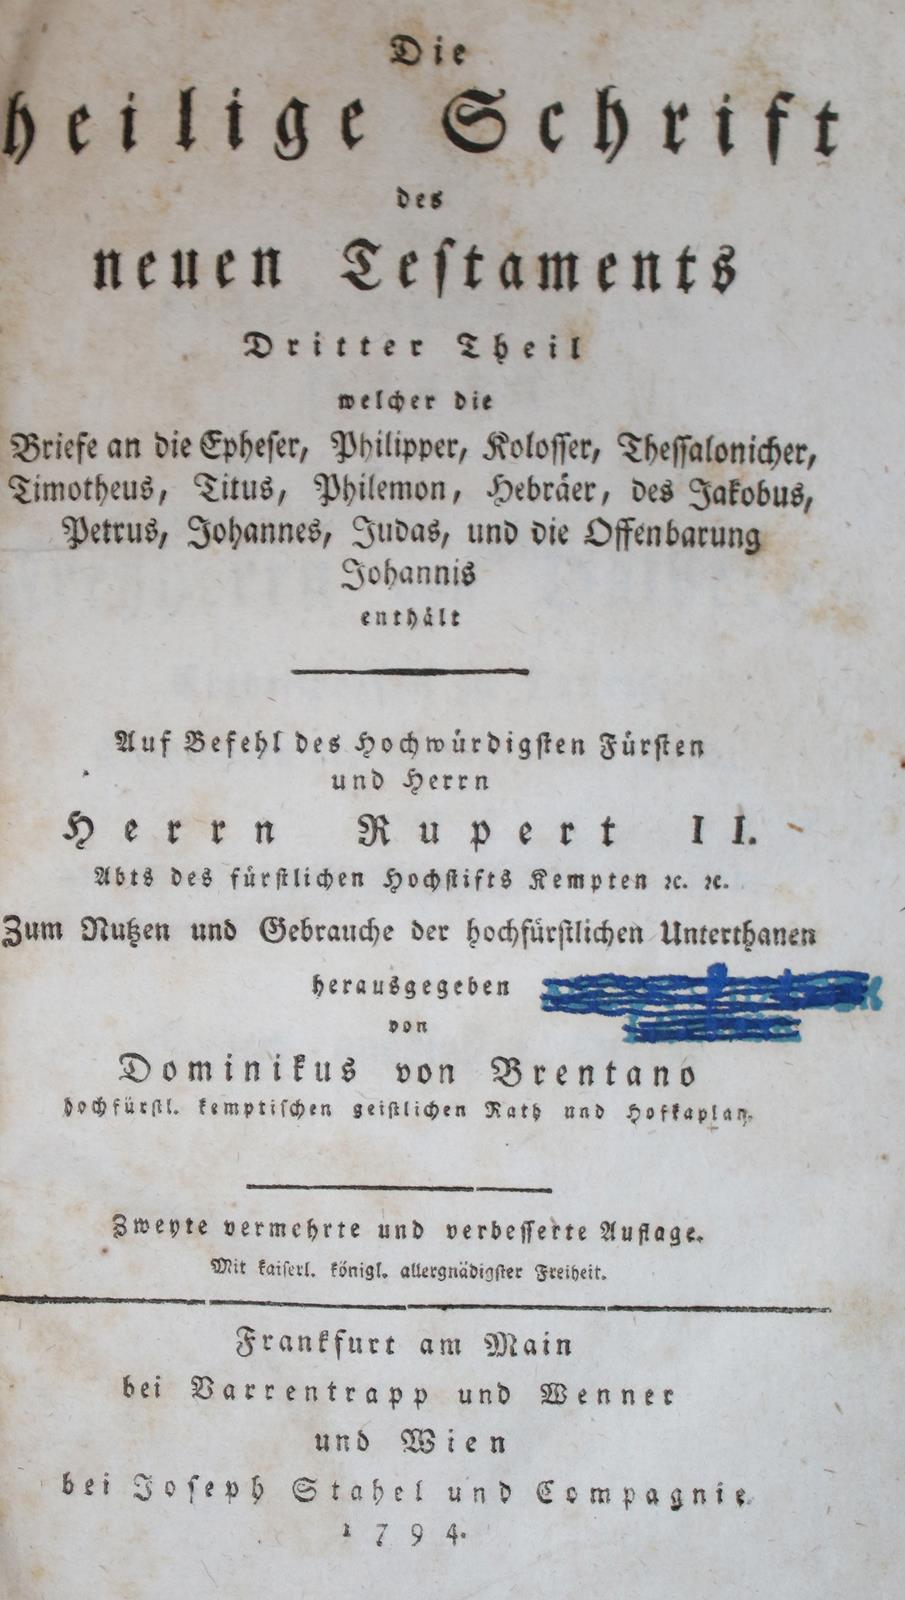 Die
heilige Schrift
des
neuen Testaments
Dritter Theil
welcher die
Briefe an die Epheser, Philipper, Kolosser, Thessalonicher,
Timotheus, Titus, Philemon, Hebräer, des Jakobus,
Petrus, Johannes, Judas, und die Offenbarung
Johannis
enthält
Auf Befehl des Hochwürdigsten Fürsten
und Herrn
Herrn Rupert II.
Abts des fürstlichen Hochstifts Kempten ꝛc. ꝛc.
Zum Nutzen und Gebrauche der hochfürstlichen Unterthanen
herausgegeben
von
Dominikus von Brentano
hochfürstl. kemptischen geistlichen Rath und Hofkaplan.
Zweyte vermehrte und verbesserte Auflage.
Mit kaiserl. königl. allergnädigster Freiheit.
Frankfurt am Main
bei Varrentrapp und Wenner
und Wien
bei Joseph Stahel und Compagnie
1794.